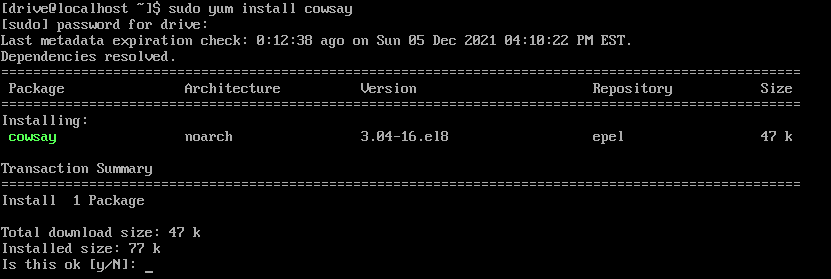 [drive@localhost ~]$ sudo yum install cowsay
[sudo] password for drive:
Last metadata expiration check: 0:12:38 ago on Sun 05 Dec 2021 04:10:22 PM EST.
Dependencies resolved.
================================================================================
 Package               Architecture          Version                      Repository              Size
================================================================================
Installing:
 cowsay                noarch                3.04-16.el8                  epel                    47 k

Transaction Summary
================================================================================
Install  1 Package

Total download size: 47 k
Installed size: 77 k
Is this ok [y/N]: _